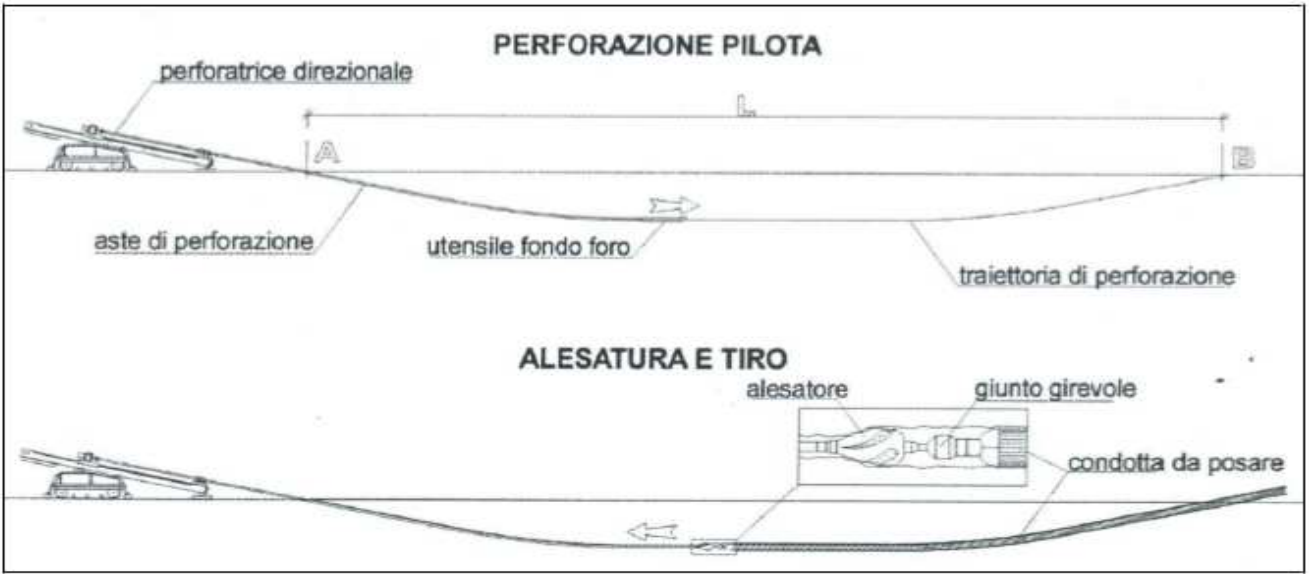 PERFORAZIONE PILOTA
perforatrice direzionale
L
A
B
aste di perforazione
utensile fondo foro
traiettoria di perforazione
ALESATURA E TIRO
alesatore
giunto girevole
condotta da posare